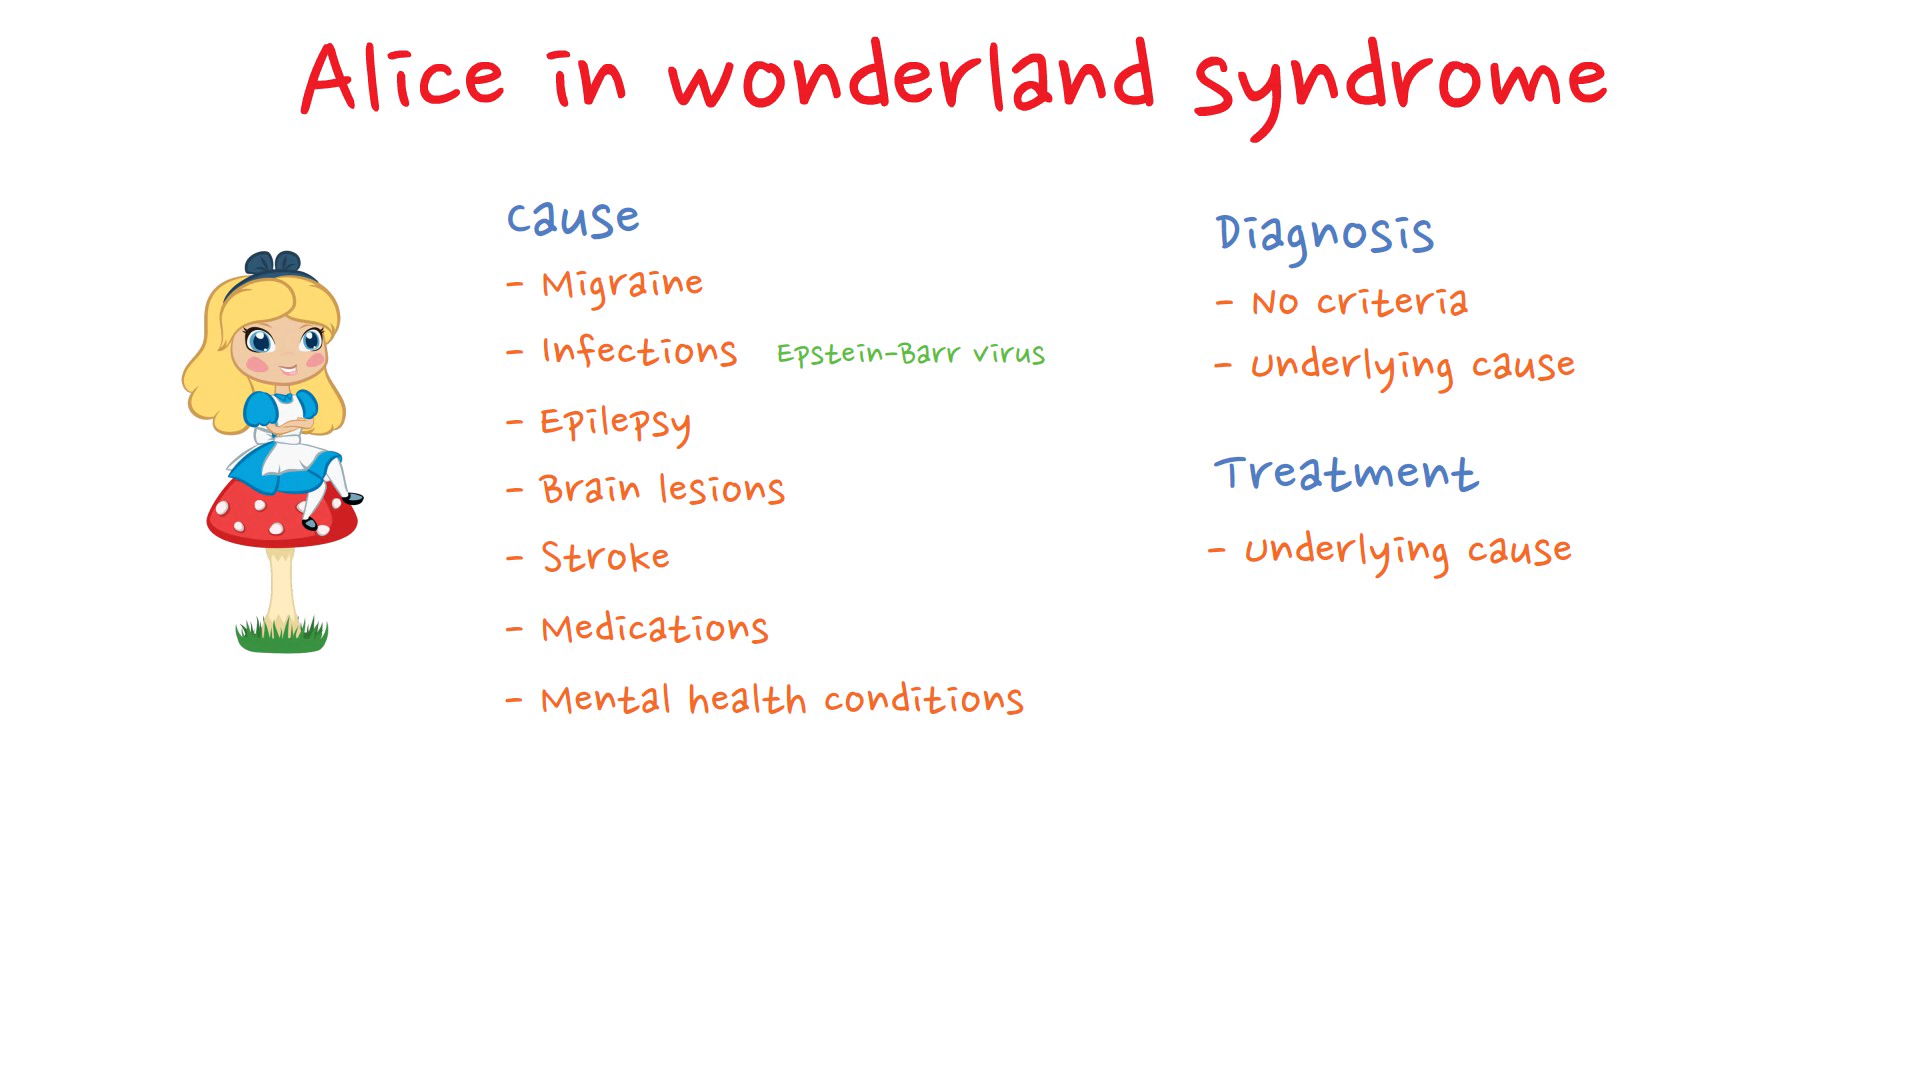 Alice in wonderland syndrome
Cause
- Migraine
- Infections Epstein-Barr virus
- Epilepsy
- Brain lesions
- Stroke
- Medications
- Mental health conditions
Diagnosis
- No criteria
- Underlying cause
Treatment
- Underlying cause